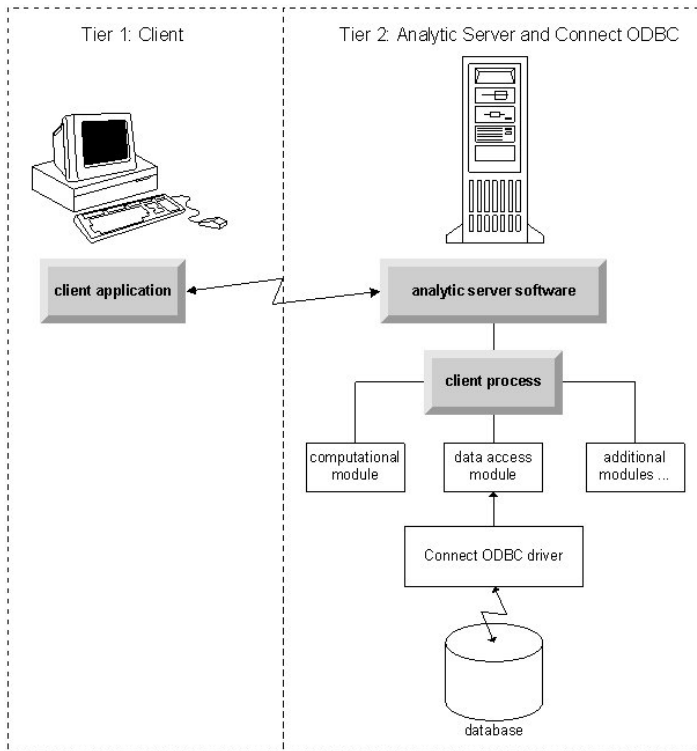 Tier 1: Client
Tier 2: Analytic Server and Connect ODBC
client application
analytic server software
client process
computational
module
data access
module
additional
modules ...
Connect ODBC driver
database